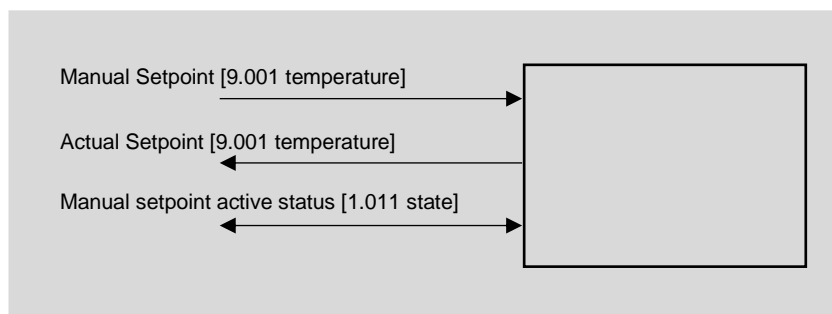 Manual Setpoint [9.001 temperature]
Actual Setpoint [9.001 temperature]
Manual setpoint active status [1.011 state]